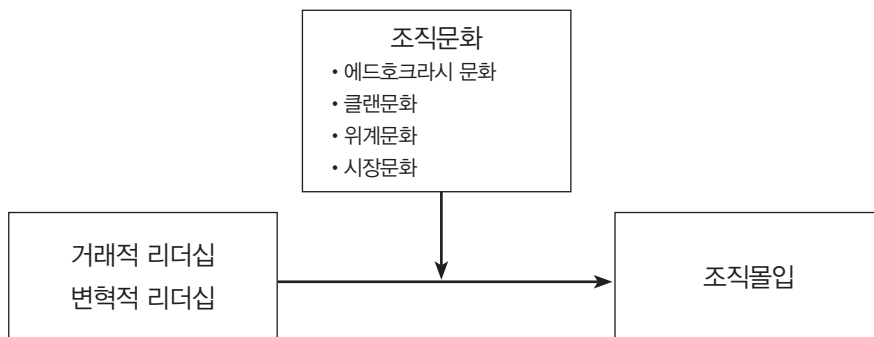 조직문화
• 에드호크라시 문화
• 클랜문화
• 위계문화
• 시장문화
거래적 리더십
변혁적 리더십
조직몰입